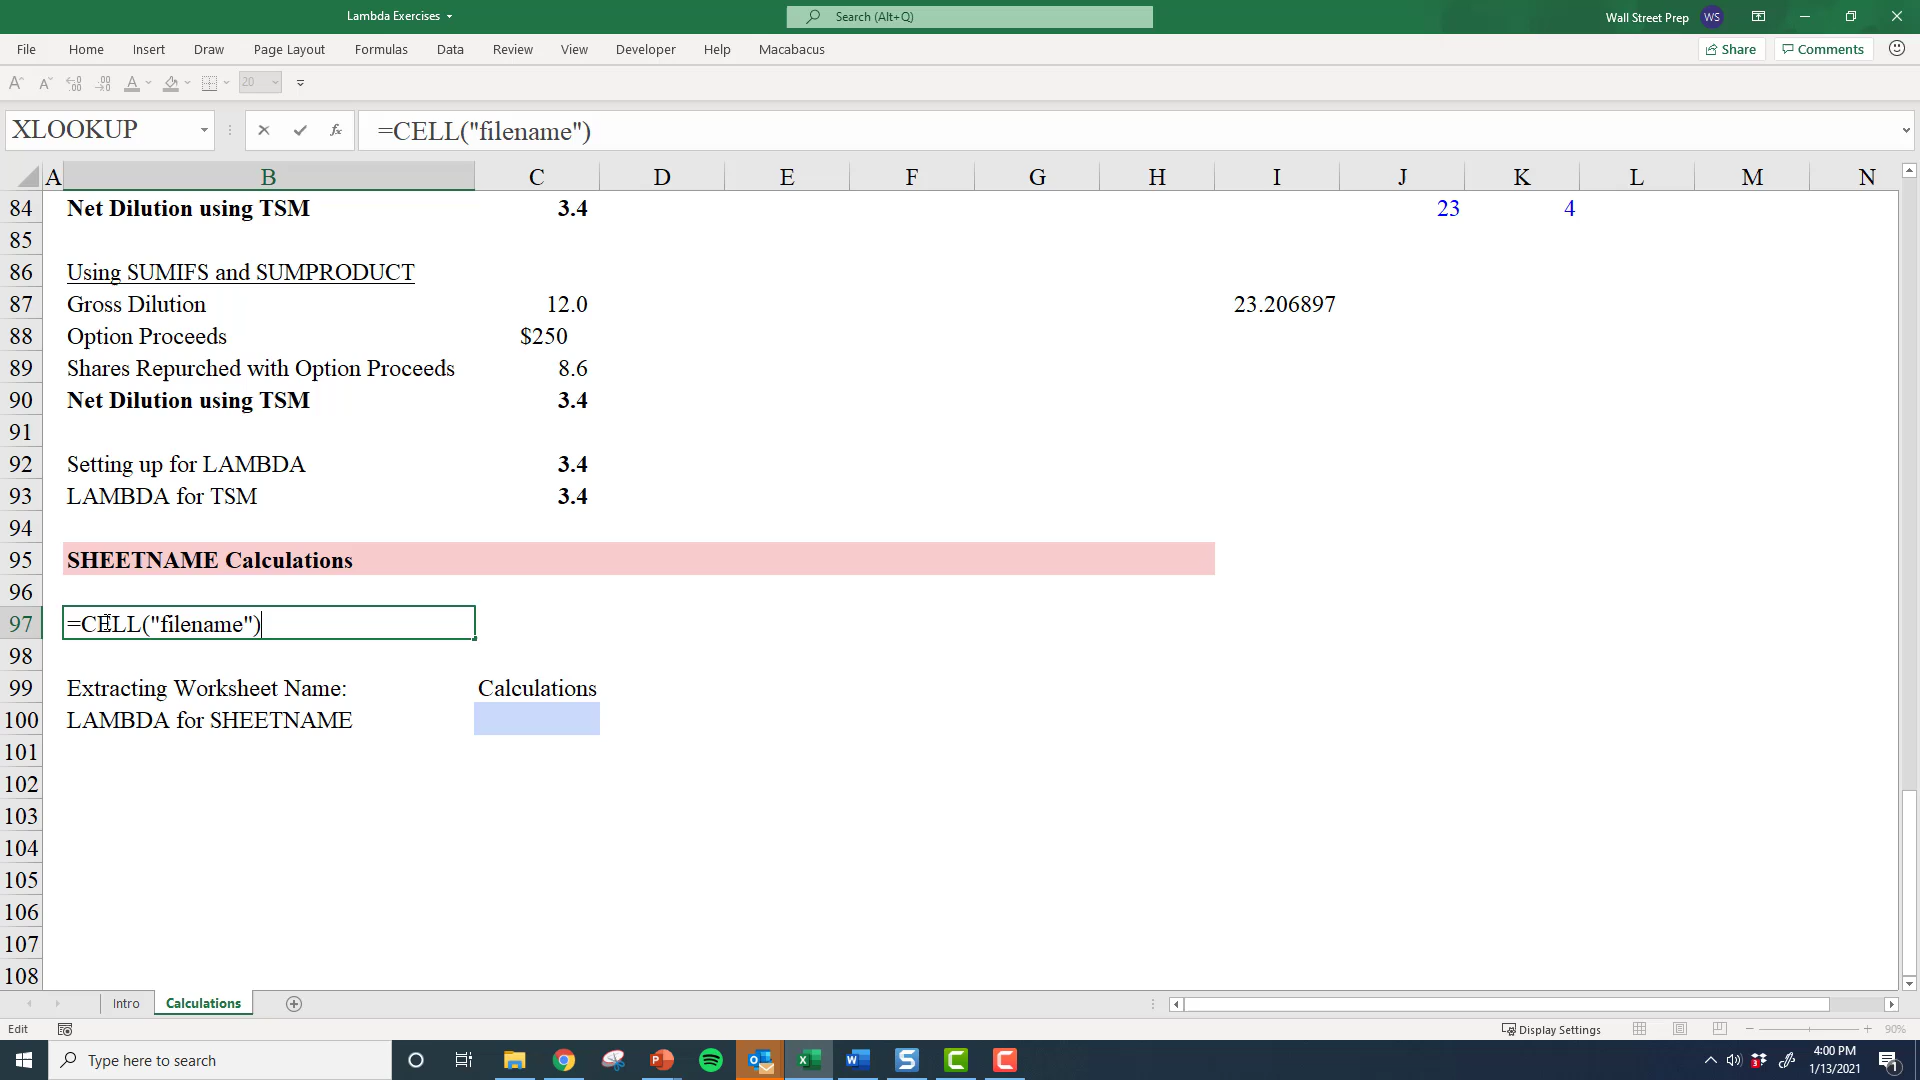 Lambda Exercises
Search (Alt+Q)
Wall Street Prep WS
File Home Insert Draw Page Layout Formulas Data Review View Developer Help Macabacus Share Comments
20
XLOOKUP =CELL("filename")
A B C D E F G H I J K L M N
84 Net Dilution using TSM 3.4 23 4
85
86 Using SUMIFS and SUMPRODUCT
87 Gross Dilution 12.0 23.206897
88 Option Proceeds $250
89 Shares Repurched with Option Proceeds 8.6
90 Net Dilution using TSM 3.4
91
92 Setting up for LAMBDA 3.4
93 LAMBDA for TSM 3.4
94
95 SHEETNAME Calculations
96
97 =CELL("filename")
98
99 Extracting Worksheet Name: Calculations
100 LAMBDA for SHEETNAME
101
102
103
104
105
106
107
108
Intro Calculations
Edit Display Settings 90%
Type here to search
4:00 PM
1/13/2021